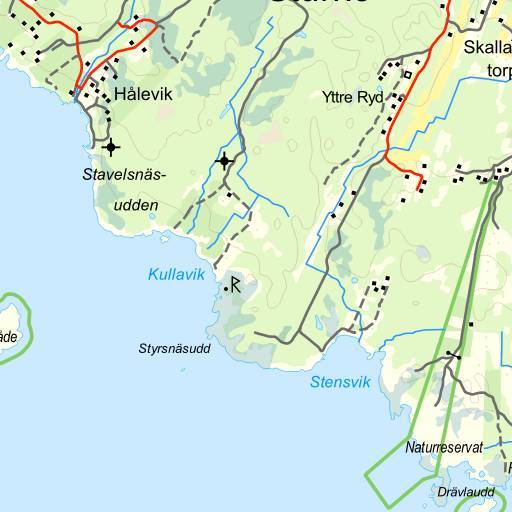 Skalla
torp
Hålevik
Yttre Ryd
Stavelsnäs-
udden
Kullavik
R
Styrsnäsudd
Stensvik
Naturreservat
Drävlaudd